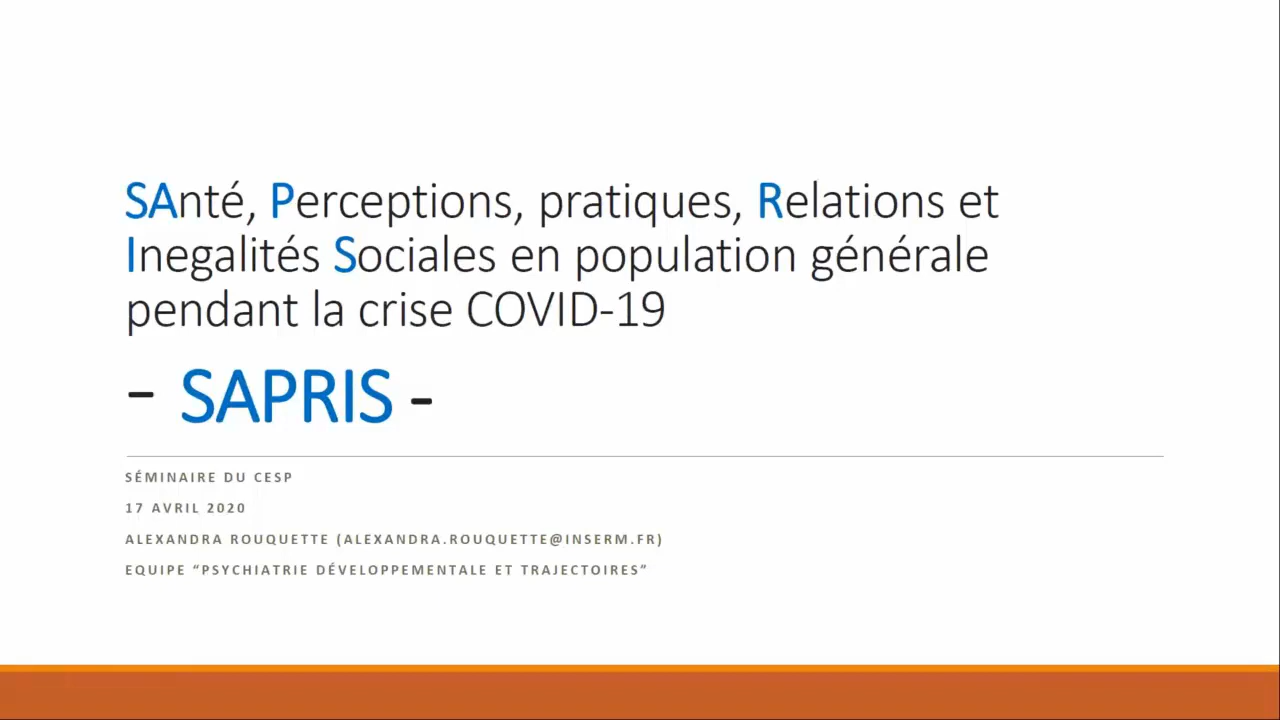 SAnté, Perceptions, pratiques, Relations et
Inegalités Sociales en population générale
pendant la crise COVID-19
- SAPRIS -
SÉMINAIRE DU CESP
17 AVRIL 2020
ALEXANDRA ROUQUETTE (ALEXANDRA.ROUQUETTE@INSERM.FR)
EQUIPE “PSYCHIATRIE DÉVELOPPEMENTALE ET TRAJECTOIRES”